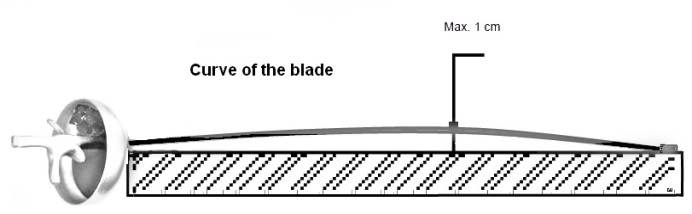 Max. 1 cm
Curve of the blade